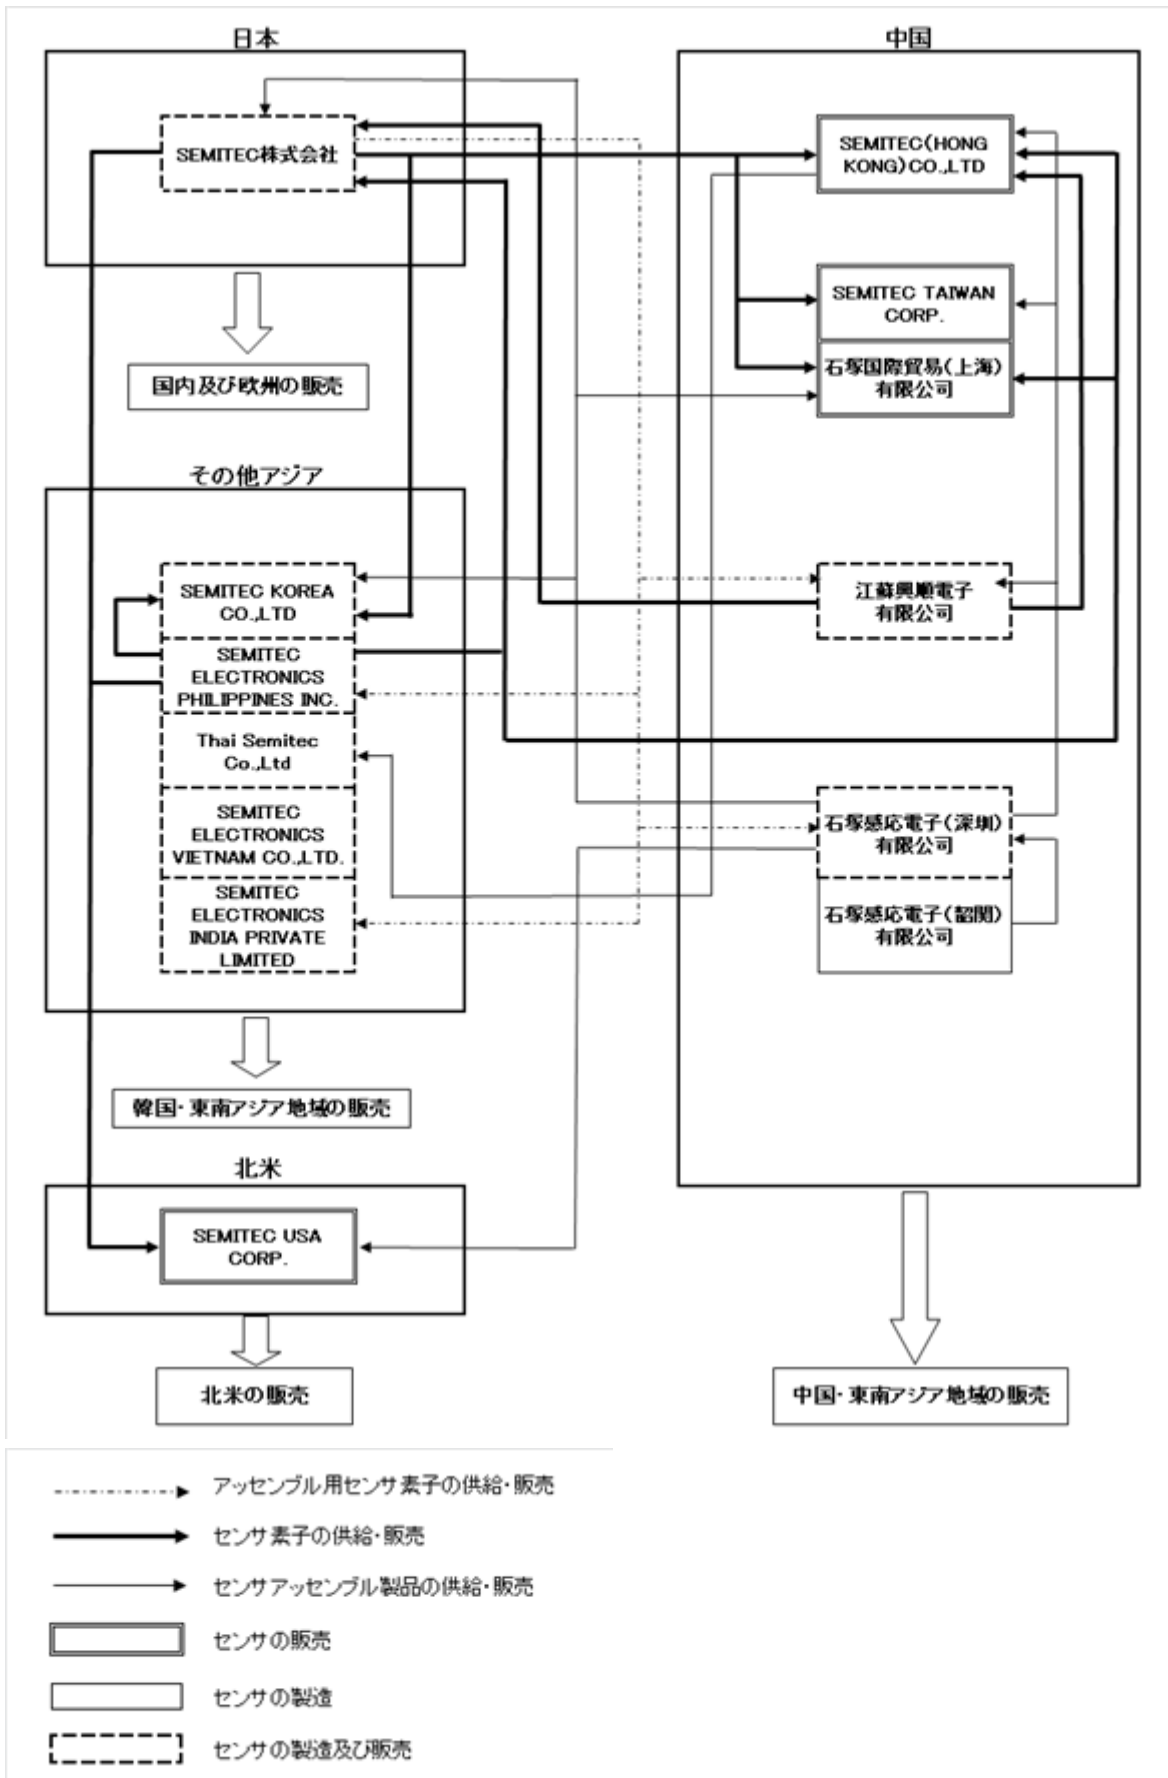 日本
SEMITEC株式会社
国内及び欧州の販売
中国
SEMITEC(HONG
KONG)CO.,LTD
SEMITEC TAIWAN
CORP.
石塚国際貿易(上海)
有限公司
江蘇興順電子
有限公司
石塚感応電子(深圳)
有限公司
石塚感応電子(韶関)
有限公司
中国・東南アジア地域の販売
その他アジア
SEMITEC KOREA
CO.,LTD
SEMITEC
ELECTRONICS
PHILIPPINES INC.
Thai Semitec
Co.,Ltd
SEMITEC
ELECTRONICS
VIETNAM CO.,LTD.
SEMITEC
ELECTRONICS
INDIA PRIVATE
LIMITED
韓国・東南アジア地域の販売
北米
SEMITEC USA
CORP.
北米の販売
アッセンブル用センサ素子の供給・販売
センサ素子の供給・販売
センサアッセンブル製品の供給・販売
センサの販売
センサの製造
センサの製造及び販売